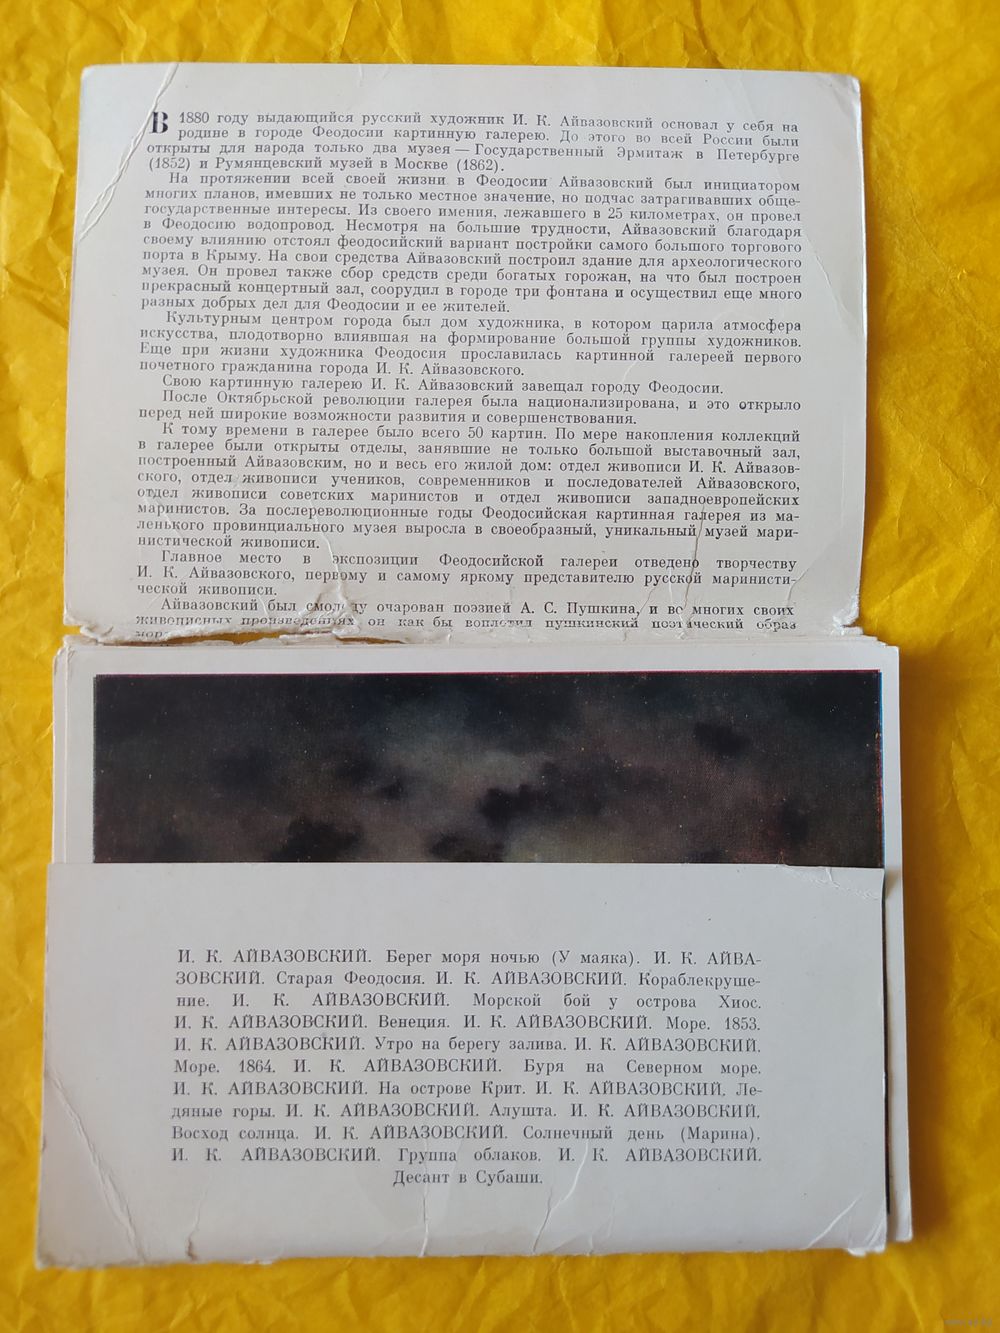 В 1880 году выдающийся русский художник И. К. Айвазовский основал у себя на
родине в городе Феодосии картинную галерею. До этого во всей России были
открыты для народа только два музея — Государственный Эрмитаж в Петербурге
(1852) и Румянцевский музей в Москве (1862).
На протяжении всей своей жизни в Феодосии Айвазовский был инициатором
многих планов, имевших не только местное значение, но подчас затрагивавших обще-
государственные интересы. Из своего имения, лежавшего в 25 километрах, он провел
в Феодосию водопровод. Несмотря на большие трудности, Айвазовский благодаря
своему влиянию отстоял феодосийский вариант постройки самого большого торгового
порта в Крыму. На свои средства Айвазовский построил здание для археологического
музея. Он провел также сбор средств среди богатых горожан, на что был построен
прекрасный концертный зал, соорудил в городе три фонтана и осуществил еще много
разных добрых дел для Феодосии и ее жителей.
Культурным центром города был дом художника, в котором царила атмосфера
искусства, плодотворно влиявшая на формирование большой группы художников.
Еще при жизни художника Феодосия прославилась картинной галереей первого
почетного гражданина города И. К. Айвазовского.
Свою картинную галерею И. К. Айвазовский завещал городу Феодосии.
После Октябрьской революции галерея была национализирована, и это открыло
перед ней широкие возможности развития и совершенствования.
К тому времени в галерее было всего 50 картин. По мере накопления коллекций
в галерее были открыты отделы, занявшие не только большой выставочный зал,
построенный Айвазовским, но и весь его жилой дом: отдел живописи И. К. Айвазов-
ского, отдел живописи учеников, современников и последователей Айвазовского,
отдел живописи советских маринистов и отдел живописи западноевропейских
маринистов. За послереволюционные годы Феодосийская картинная галерея из ма-
ленького провинциального музея выросла в своеобразный, уникальный музей мари-
нистической живописи.
Главное место в экспозиции Феодосийской галереи отведено творчеству
И. К. Айвазовского, первому и самому яркому представителю русской маринисти-
ческой живописи.
Айвазовский был смолоду очарован поэзией А. С. Пушкина, и во многих своих
живописных произведениях он как бы воплотил пушкинский поэтический образ
И. К. АЙВАЗОВСКИЙ. Берег моря ночью (У маяка). И. К. АЙВА-
ЗОВСКИЙ. Старая Феодосия. И. К. АЙВАЗОВСКИЙ. Кораблекруше-
ние. И. К. АЙВАЗОВСКИЙ. Морской бой у острова Хиос.
И. К. АЙВАЗОВСКИЙ. Венеция. И. К. АЙВАЗОВСКИЙ. Море. 1853.
И. К. АЙВАЗОВСКИЙ. Утро на берегу залива. И. К. АЙВАЗОВСКИЙ.
Море. 1864. И. К. АЙВАЗОВСКИЙ. Буря на Северном море.
И. К. АЙВАЗОВСКИЙ. На острове Крит. И. К. АЙВАЗОВСКИЙ. Ле-
дяные горы. И. К. АЙВАЗОВСКИЙ. Алушта. И. К. АЙВАЗОВСКИЙ.
Восход солнца. И. К. АЙВАЗОВСКИЙ. Солнечный день (Марина).
И. К. АЙВАЗОВСКИЙ. Группа облаков. И. К. АЙВАЗОВСКИЙ.
Десант в Субаши.